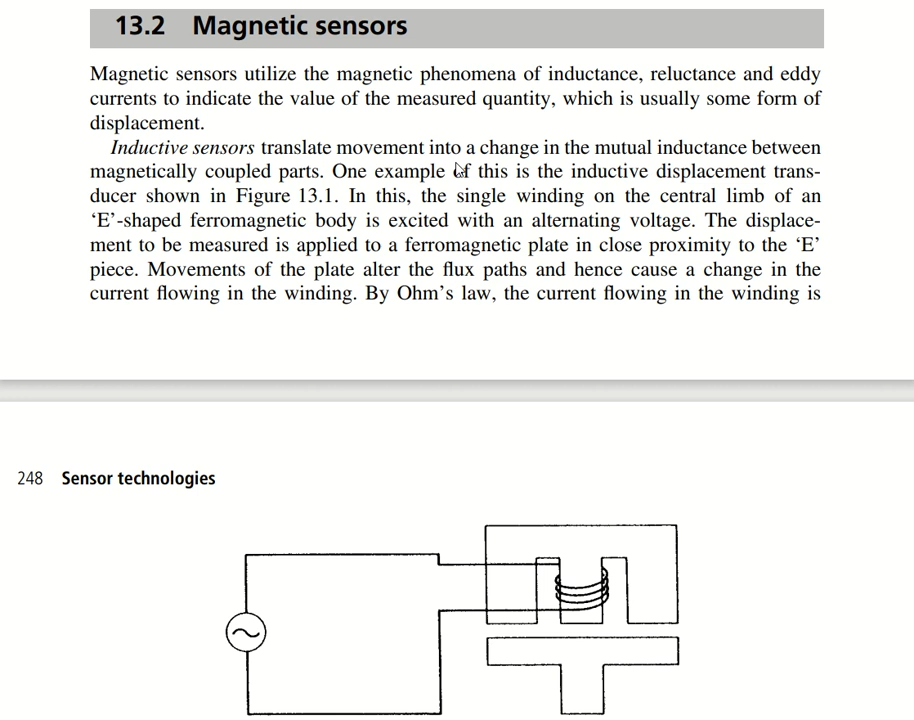 13.2 Magnetic sensors
Magnetic sensors utilize the magnetic phenomena of inductance, reluctance and eddy
currents to indicate the value of the measured quantity, which is usually some form of
displacement.
Inductive sensors translate movement into a change in the mutual inductance between
magnetically coupled parts. One example of this is the inductive displacement trans-
ducer shown in Figure 13.1. In this, the single winding on the central limb of an
‘E’-shaped ferromagnetic body is excited with an alternating voltage. The displace-
ment to be measured is applied to a ferromagnetic plate in close proximity to the ‘E’
piece. Movements of the plate alter the flux paths and hence cause a change in the
current flowing in the winding. By Ohm’s law, the current flowing in the winding is
248 Sensor technologies